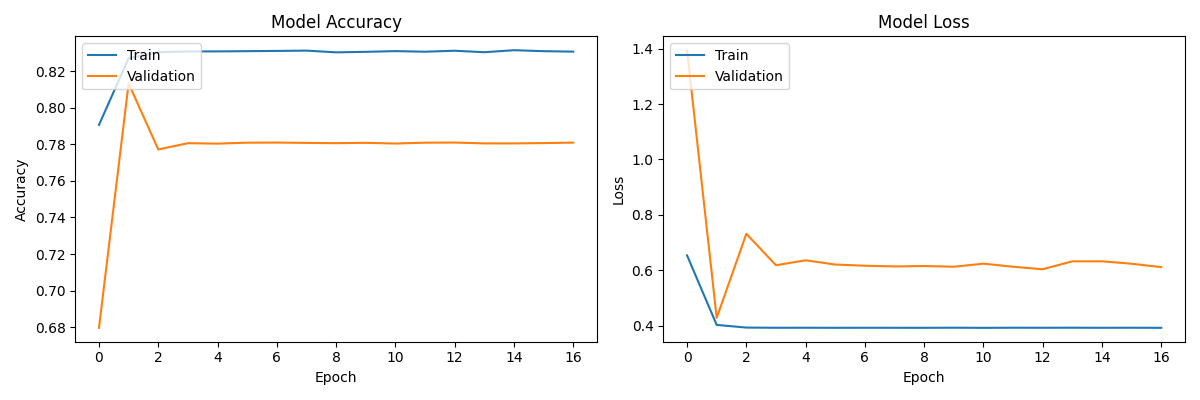 Model Accuracy
Train
Validation
0.82
0.80
0.78
0.76
0.74
0.72
0.70
0.68
Accuracy
0 2 4 6 8 10 12 14 16
Epoch
Model Loss
Train
Validation
1.4
1.2
1.0
0.8
0.6
0.4
Loss
0 2 4 6 8 10 12 14 16
Epoch